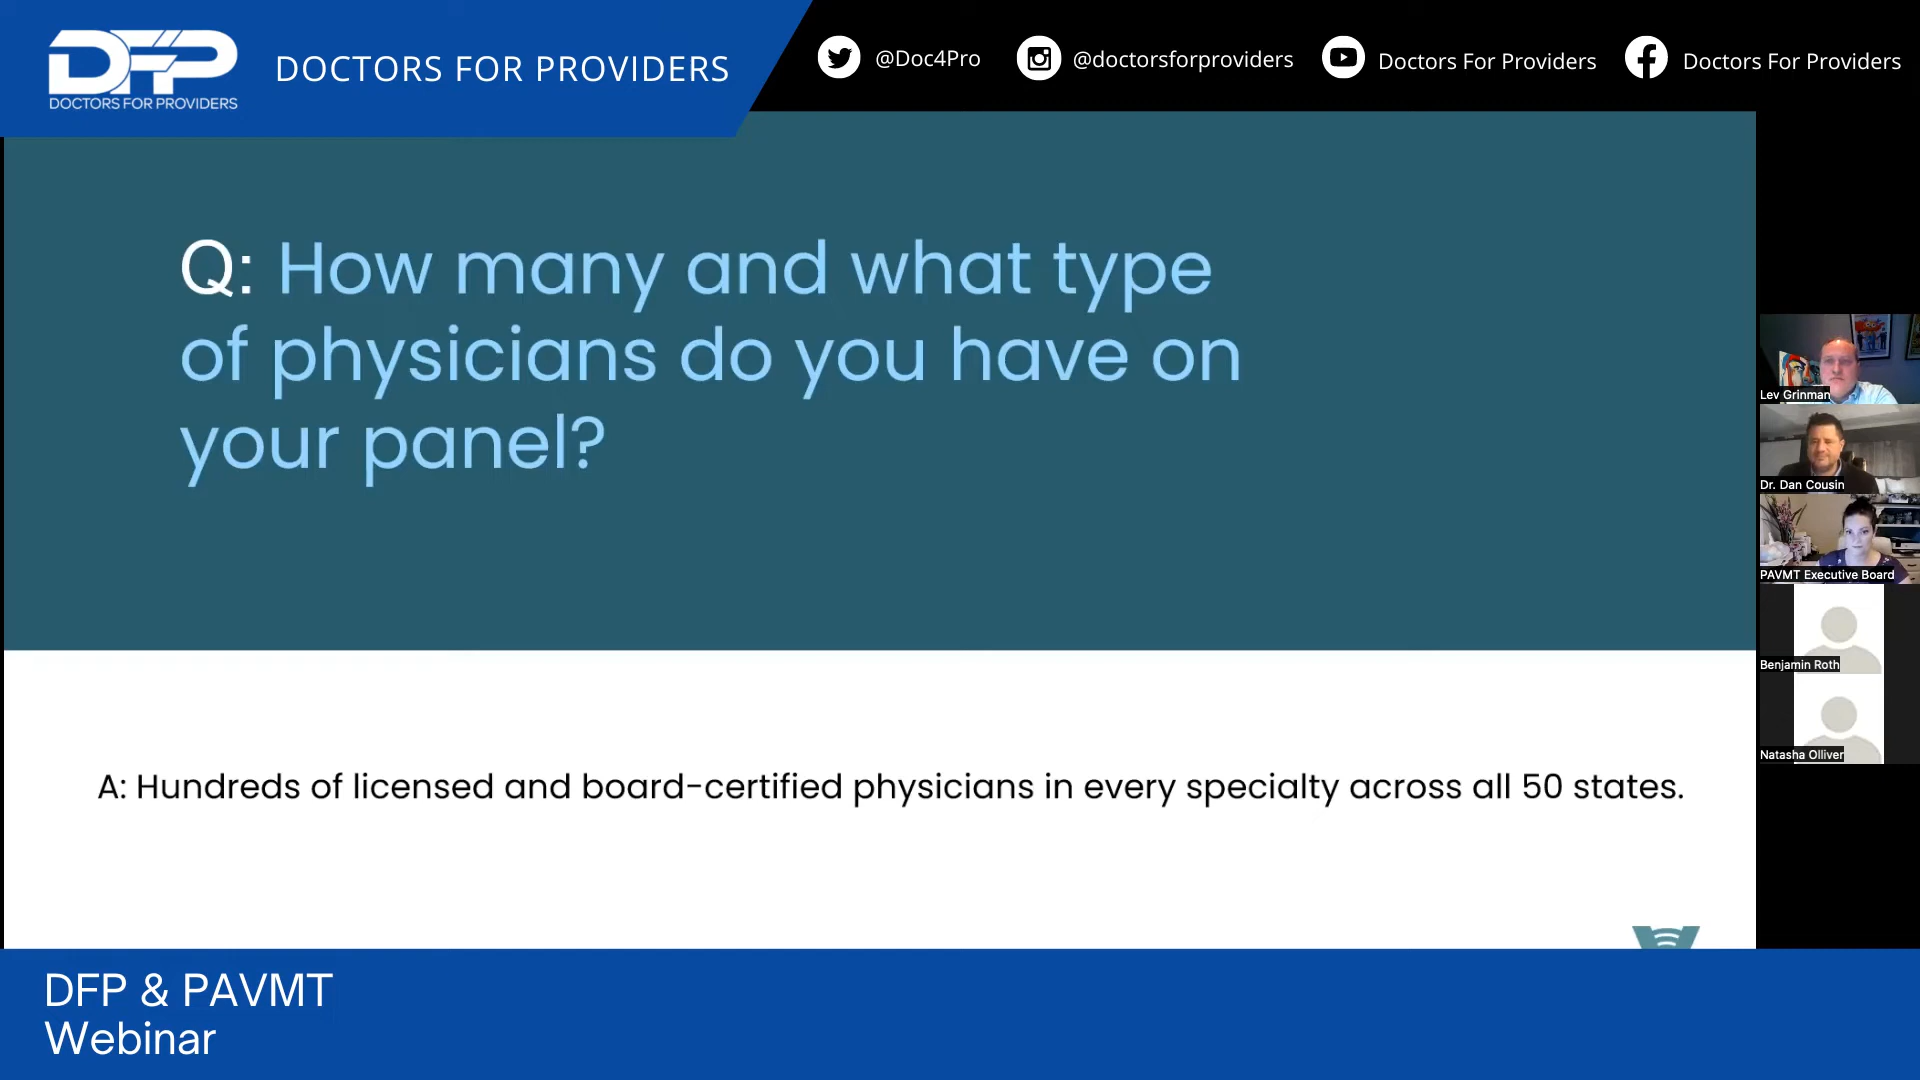 DFP
DOCTORS FOR PROVIDERS
DOCTORS FOR PROVIDERS
@Doc4Pro
@doctorsforproviders
Doctors For Providers
Doctors For Providers
Q: How many and what type
of physicians do you have on
your panel?
A: Hundreds of licensed and board-certified physicians in every specialty across all 50 states.
Lev Grinman
Dr. Dan Cousin
PAVMT Executive Board
Benjamin Roth
Natasha Olliver
DFP & PAVMT
Webinar